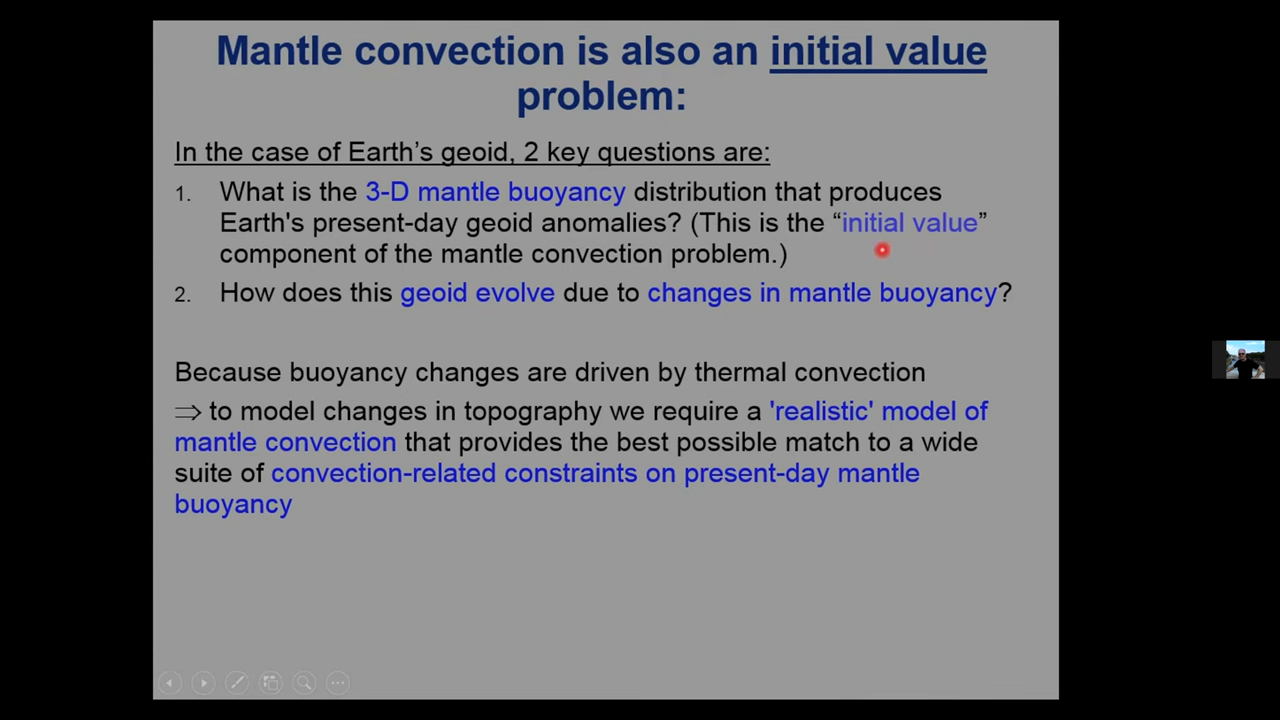 Mantle convection is also an initial value
problem:
In the case of Earth's geoid, 2 key questions are:
1. What is the 3-D mantle buoyancy distribution that produces
Earth's present-day geoid anomalies? (This is the “initial value”
component of the mantle convection problem.)
2. How does this geoid evolve due to changes in mantle buoyancy?
Because buoyancy changes are driven by thermal convection
⇒ to model changes in topography we require a 'realistic' model of
mantle convection that provides the best possible match to a wide
suite of convection-related constraints on present-day mantle
buoyancy